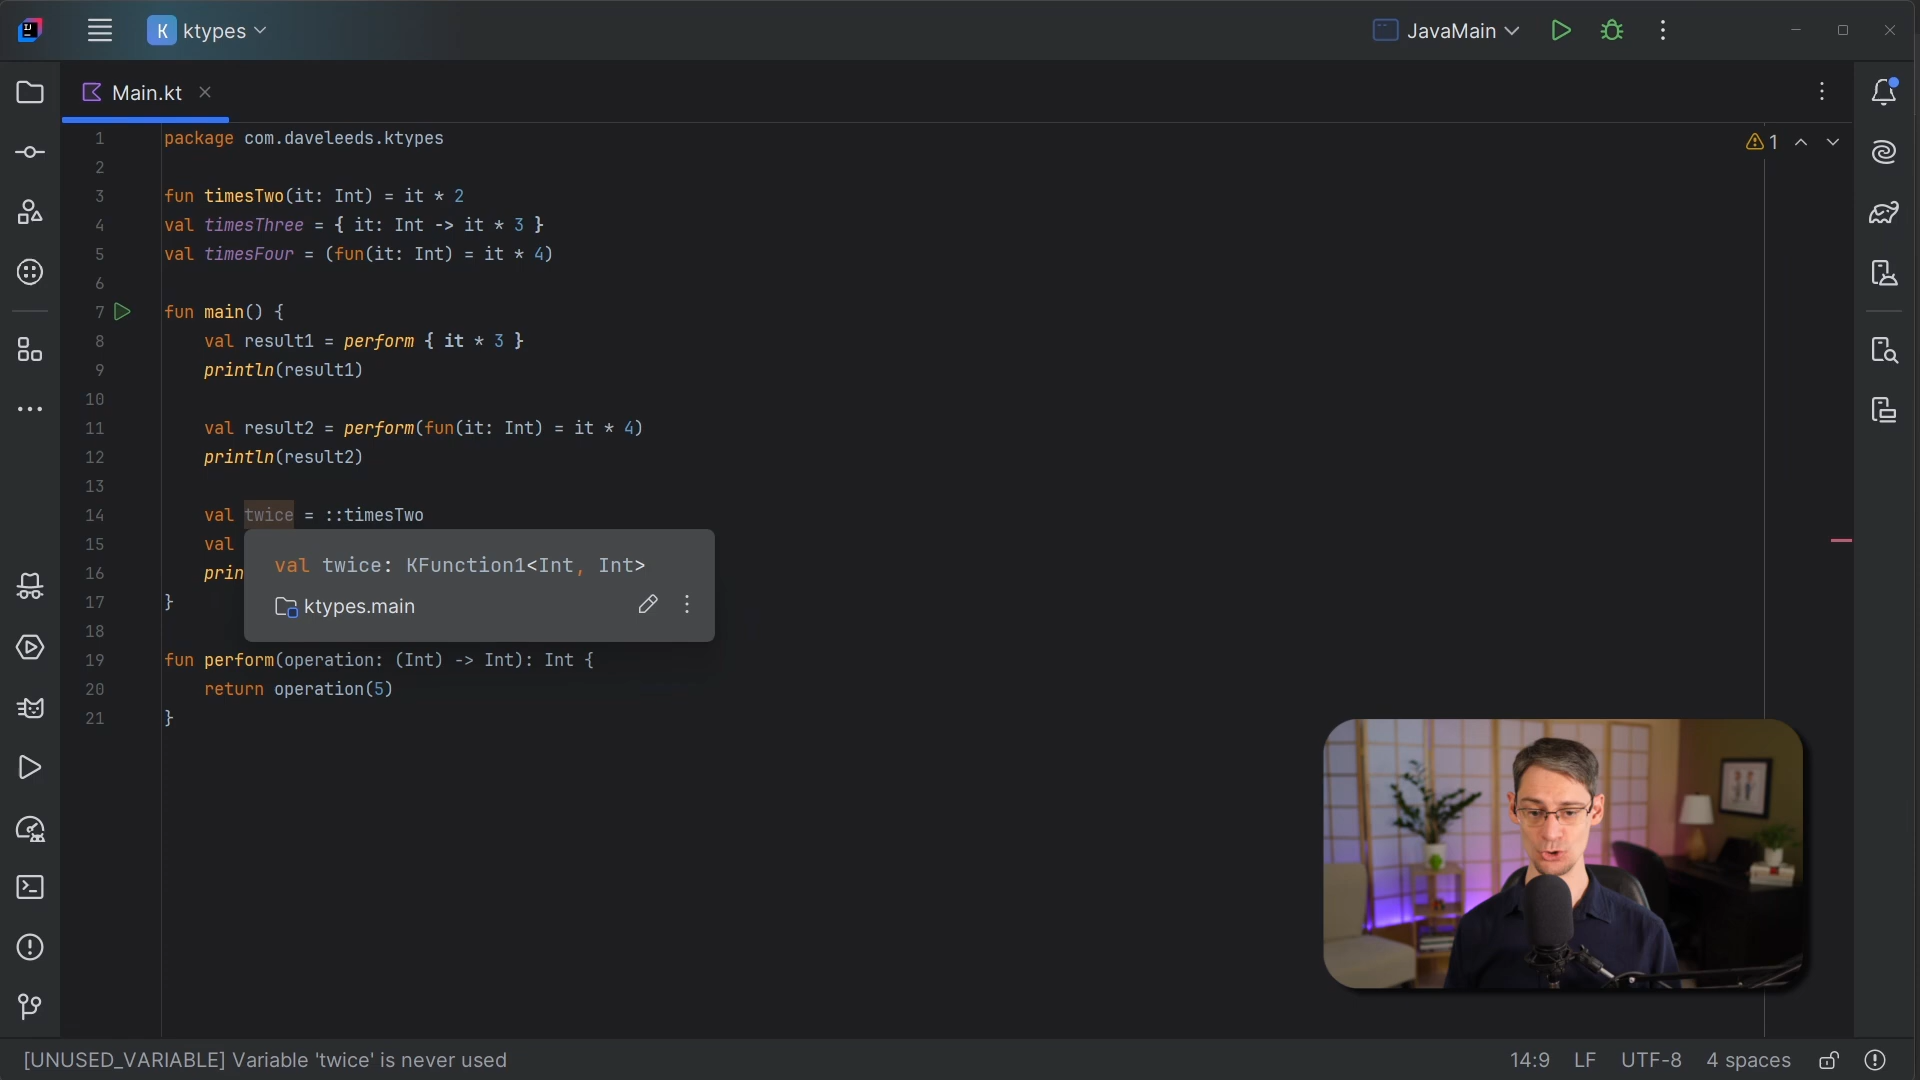 IJ
K ktypes
JavaMain
Main.kt
1
1 package com.daveleeds.ktypes
2
3 fun timesTwo(it: Int) = it * 2
4 val timesThree = { it: Int -> it * 3 }
5 val timesFour = (fun(it: Int) = it * 4)
6
7 fun main() {
8 val result1 = perform { it * 3 }
9 println(result1)
10
11 val result2 = perform(fun(it: Int) = it * 4)
12 println(result2)
13
14 val twice = ::timesTwo
15 val
val twice: KFunction1<Int, Int>
16 prin
17 }
ktypes.main
18
19 fun perform(operation: (Int) -> Int): Int {
20 return operation(5)
21 }
[UNUSED_VARIABLE] Variable 'twice' is never used
14:9 LF UTF-8 4 spaces